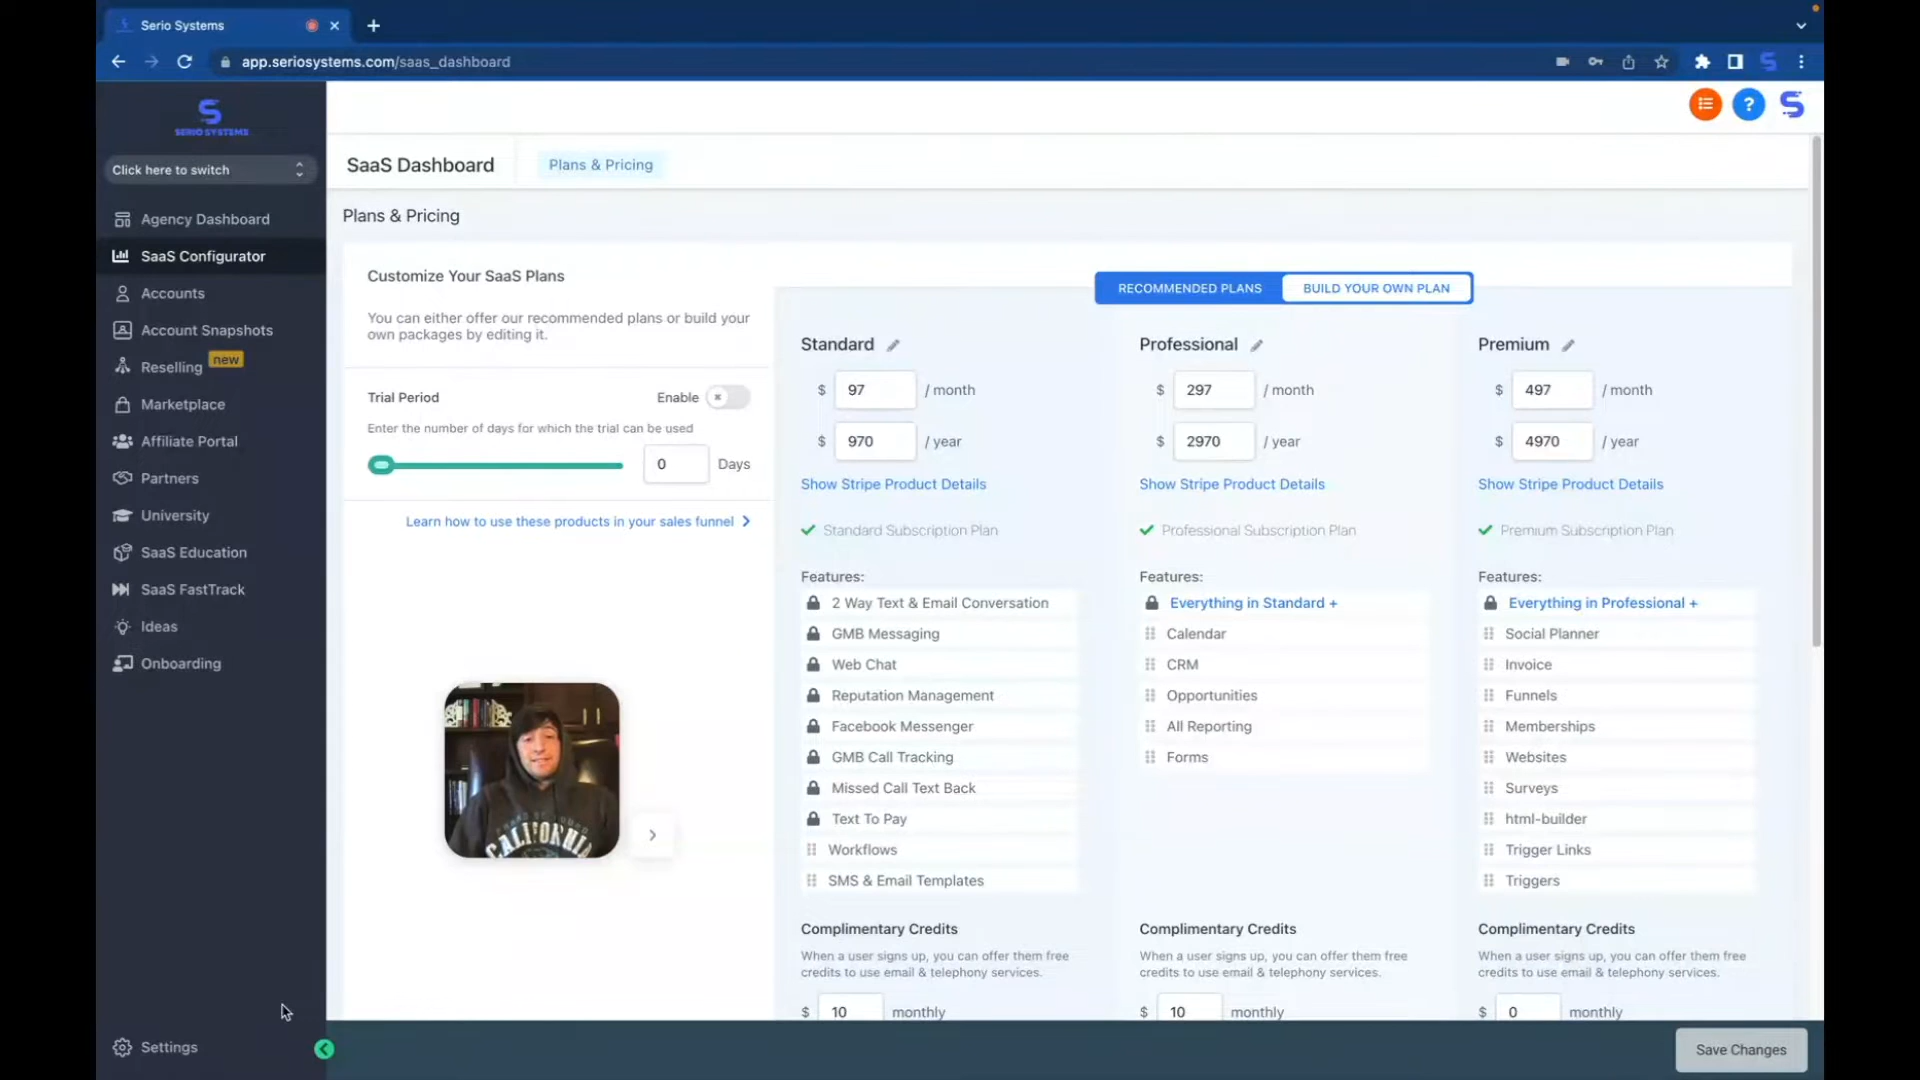 Serio Systems
app.seriosystems.com/saas_dashboard
SERIO SYSTEMS
Click here to switch
Agency Dashboard
SaaS Configurator
Accounts
Account Snapshots
Reselling new
Marketplace
Affiliate Portal
Partners
University
SaaS Education
SaaS FastTrack
Ideas
Onboarding
Settings
?
SaaS Dashboard
Plans & Pricing
Plans & Pricing
Customize Your SaaS Plans
You can either offer our recommended plans or build your
own packages by editing it.
Trial Period
Enable
Enter the number of days for which the trial can be used
0 Days
Learn how to use these products in your sales funnel
CALIFORNIA
RECOMMENDED PLANS
BUILD YOUR OWN PLAN
Standard
$ 97 / month
$ 970 / year
Show Stripe Product Details
Standard Subscription Plan
Features:
2 Way Text & Email Conversation
GMB Messaging
Web Chat
Reputation Management
Facebook Messenger
GMB Call Tracking
Missed Call Text Back
Text To Pay
Workflows
SMS & Email Templates
Complimentary Credits
When a user signs up, you can offer them free
credits to use email & telephony services.
$ 10 monthly
Professional
$ 297 / month
$ 2970 / year
Show Stripe Product Details
Professional Subscription Plan
Features:
Everything in Standard +
Calendar
CRM
Opportunities
All Reporting
Forms
Complimentary Credits
When a user signs up, you can offer them free
credits to use email & telephony services.
$ 10 monthly
Premium
$ 497 / month
$ 4970 / year
Show Stripe Product Details
Premium Subscription Plan
Features:
Everything in Professional +
Social Planner
Invoice
Funnels
Memberships
Websites
Surveys
html-builder
Trigger Links
Triggers
Complimentary Credits
When a user signs up, you can offer them free
credits to use email & telephony services.
$ 0 monthly
Save Changes